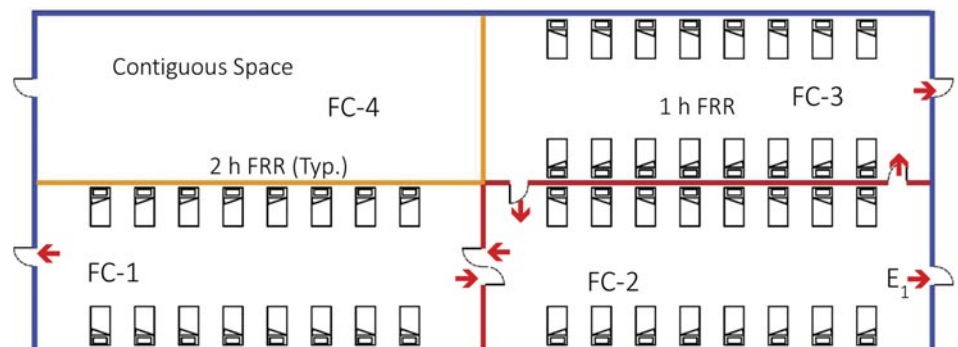 Contiguous Space
FC-4
FC-3
1 h FRR
2 h FRR (Typ.)
FC-1
FC-2
E1